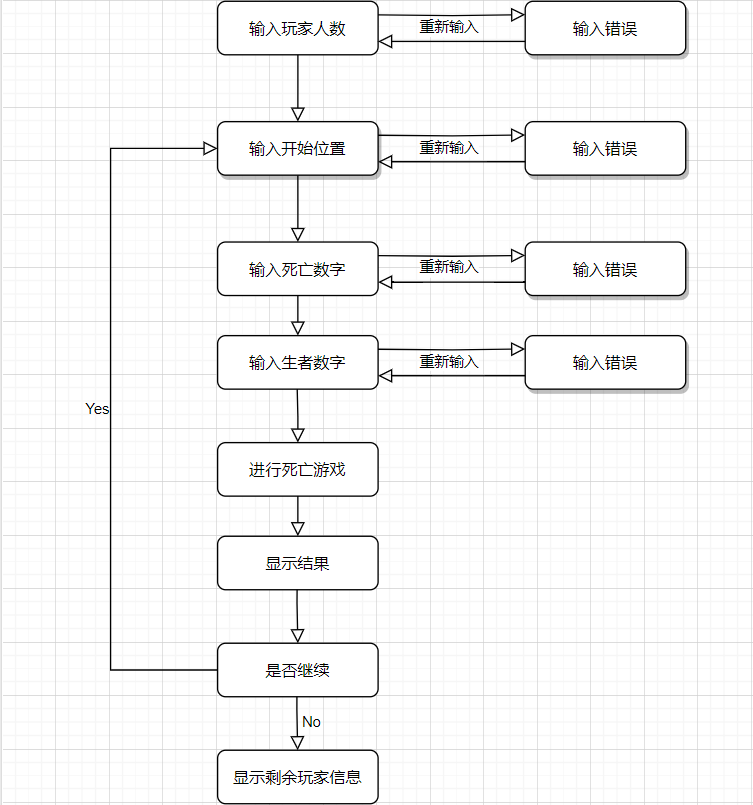 输入玩家人数
重新输入
输入错误
输入开始位置
重新输入
输入错误
输入死亡数字
重新输入
输入错误
输入生者数字
重新输入
输入错误
Yes
进行死亡游戏
显示结果
是否继续
No
显示剩余玩家信息